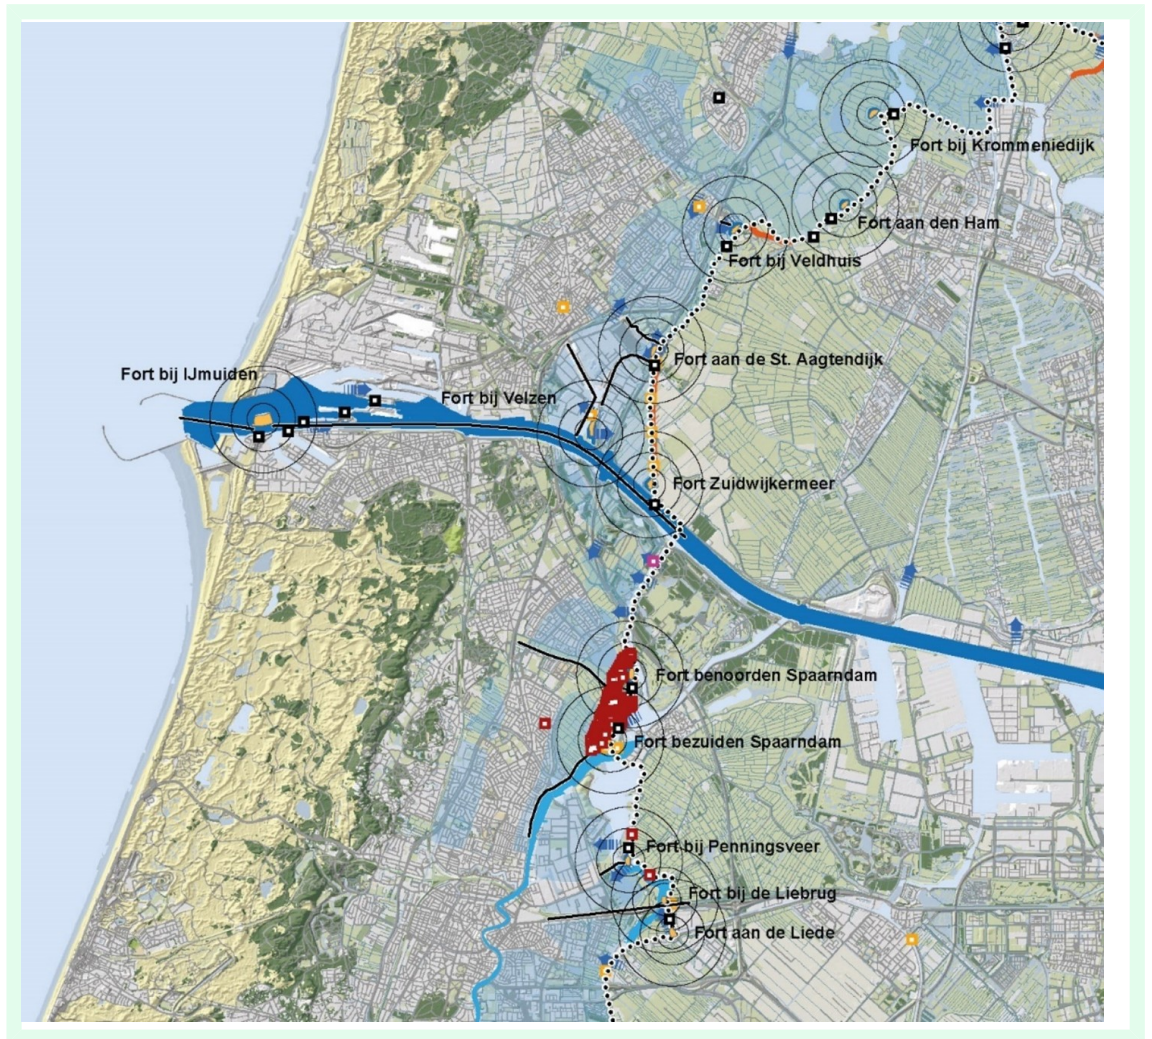 Fort bij Krommeniedijk
Fort aan den Ham
Fort bij Veldhuis
Fort aan de St. Aagtendijk
Fort bij IJmuiden
Fort bij Velzen
Fort Zuidwijkermeer
Fort benoorden Spaarndam
Fort bezuiden Spaarndam
Fort bij Penningsveer
Fort bij de Liebrug
Fort aan de Liede